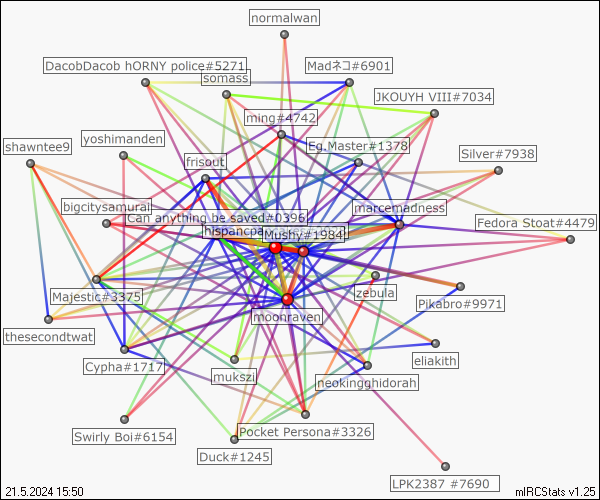 normalwan
DacobDacob hORNY police#5271
Madネコ#6901
somass
JKOUYH VIII#7034
ming#4742
yoshimanden
Eg.Master#1378
shawntee9
Silver#7938
frisout
bigcitysamurai
marcemadness
Can anything be saved#0396
Fedora Stoat#4479
Mushy#1984
Majestic#3375
zebula
Pikabro#9971
moonraven
thesecondtwat
Cypha#1717
eliakith
mukszi
neokingghidorah
Swirly Boi#6154
Pocket Persona#3326
Duck#1245
LPK2387 #7690
21.5.2024 15:50
mIRCStats v1.25